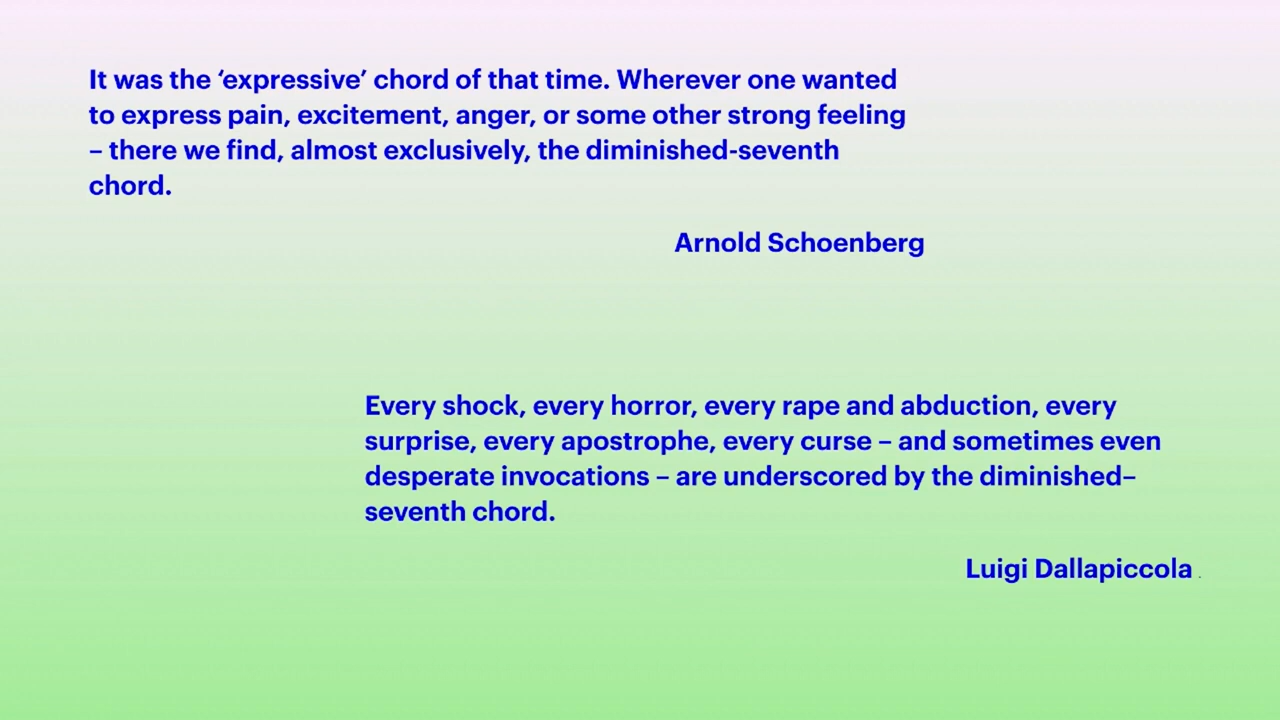 It was the ‘expressive’ chord of that time. Wherever one wanted
to express pain, excitement, anger, or some other strong feeling
– there we find, almost exclusively, the diminished-seventh
chord.
Arnold Schoenberg
Every shock, every horror, every rape and abduction, every
surprise, every apostrophe, every curse – and sometimes even
desperate invocations – are underscored by the diminished–
seventh chord.
Luigi Dallapiccola .